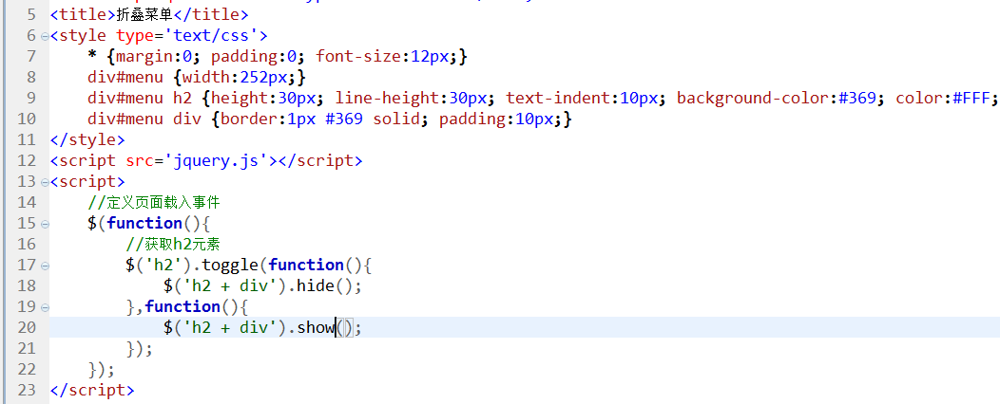 5 <title>折叠菜单</title>
6 <style type='text/css'>
7 * {margin:0; padding:0; font-size:12px;}
8 div#menu {width:252px;}
9 div#menu h2 {height:30px; line-height:30px; text-indent:10px; background-color:#369; color:#FFF;
10 div#menu div {border:1px #369 solid; padding:10px;}
11 </style>
12 <script src='jquery.js'></script>
13 <script>
14 //定义页面载入事件
15 $(function(){
16 //获取h2元素
17 $('h2').toggle(function(){
18 $('h2 + div').hide();
19 },function(){
20 $('h2 + div').show();
21 });
22 });
23 </script>